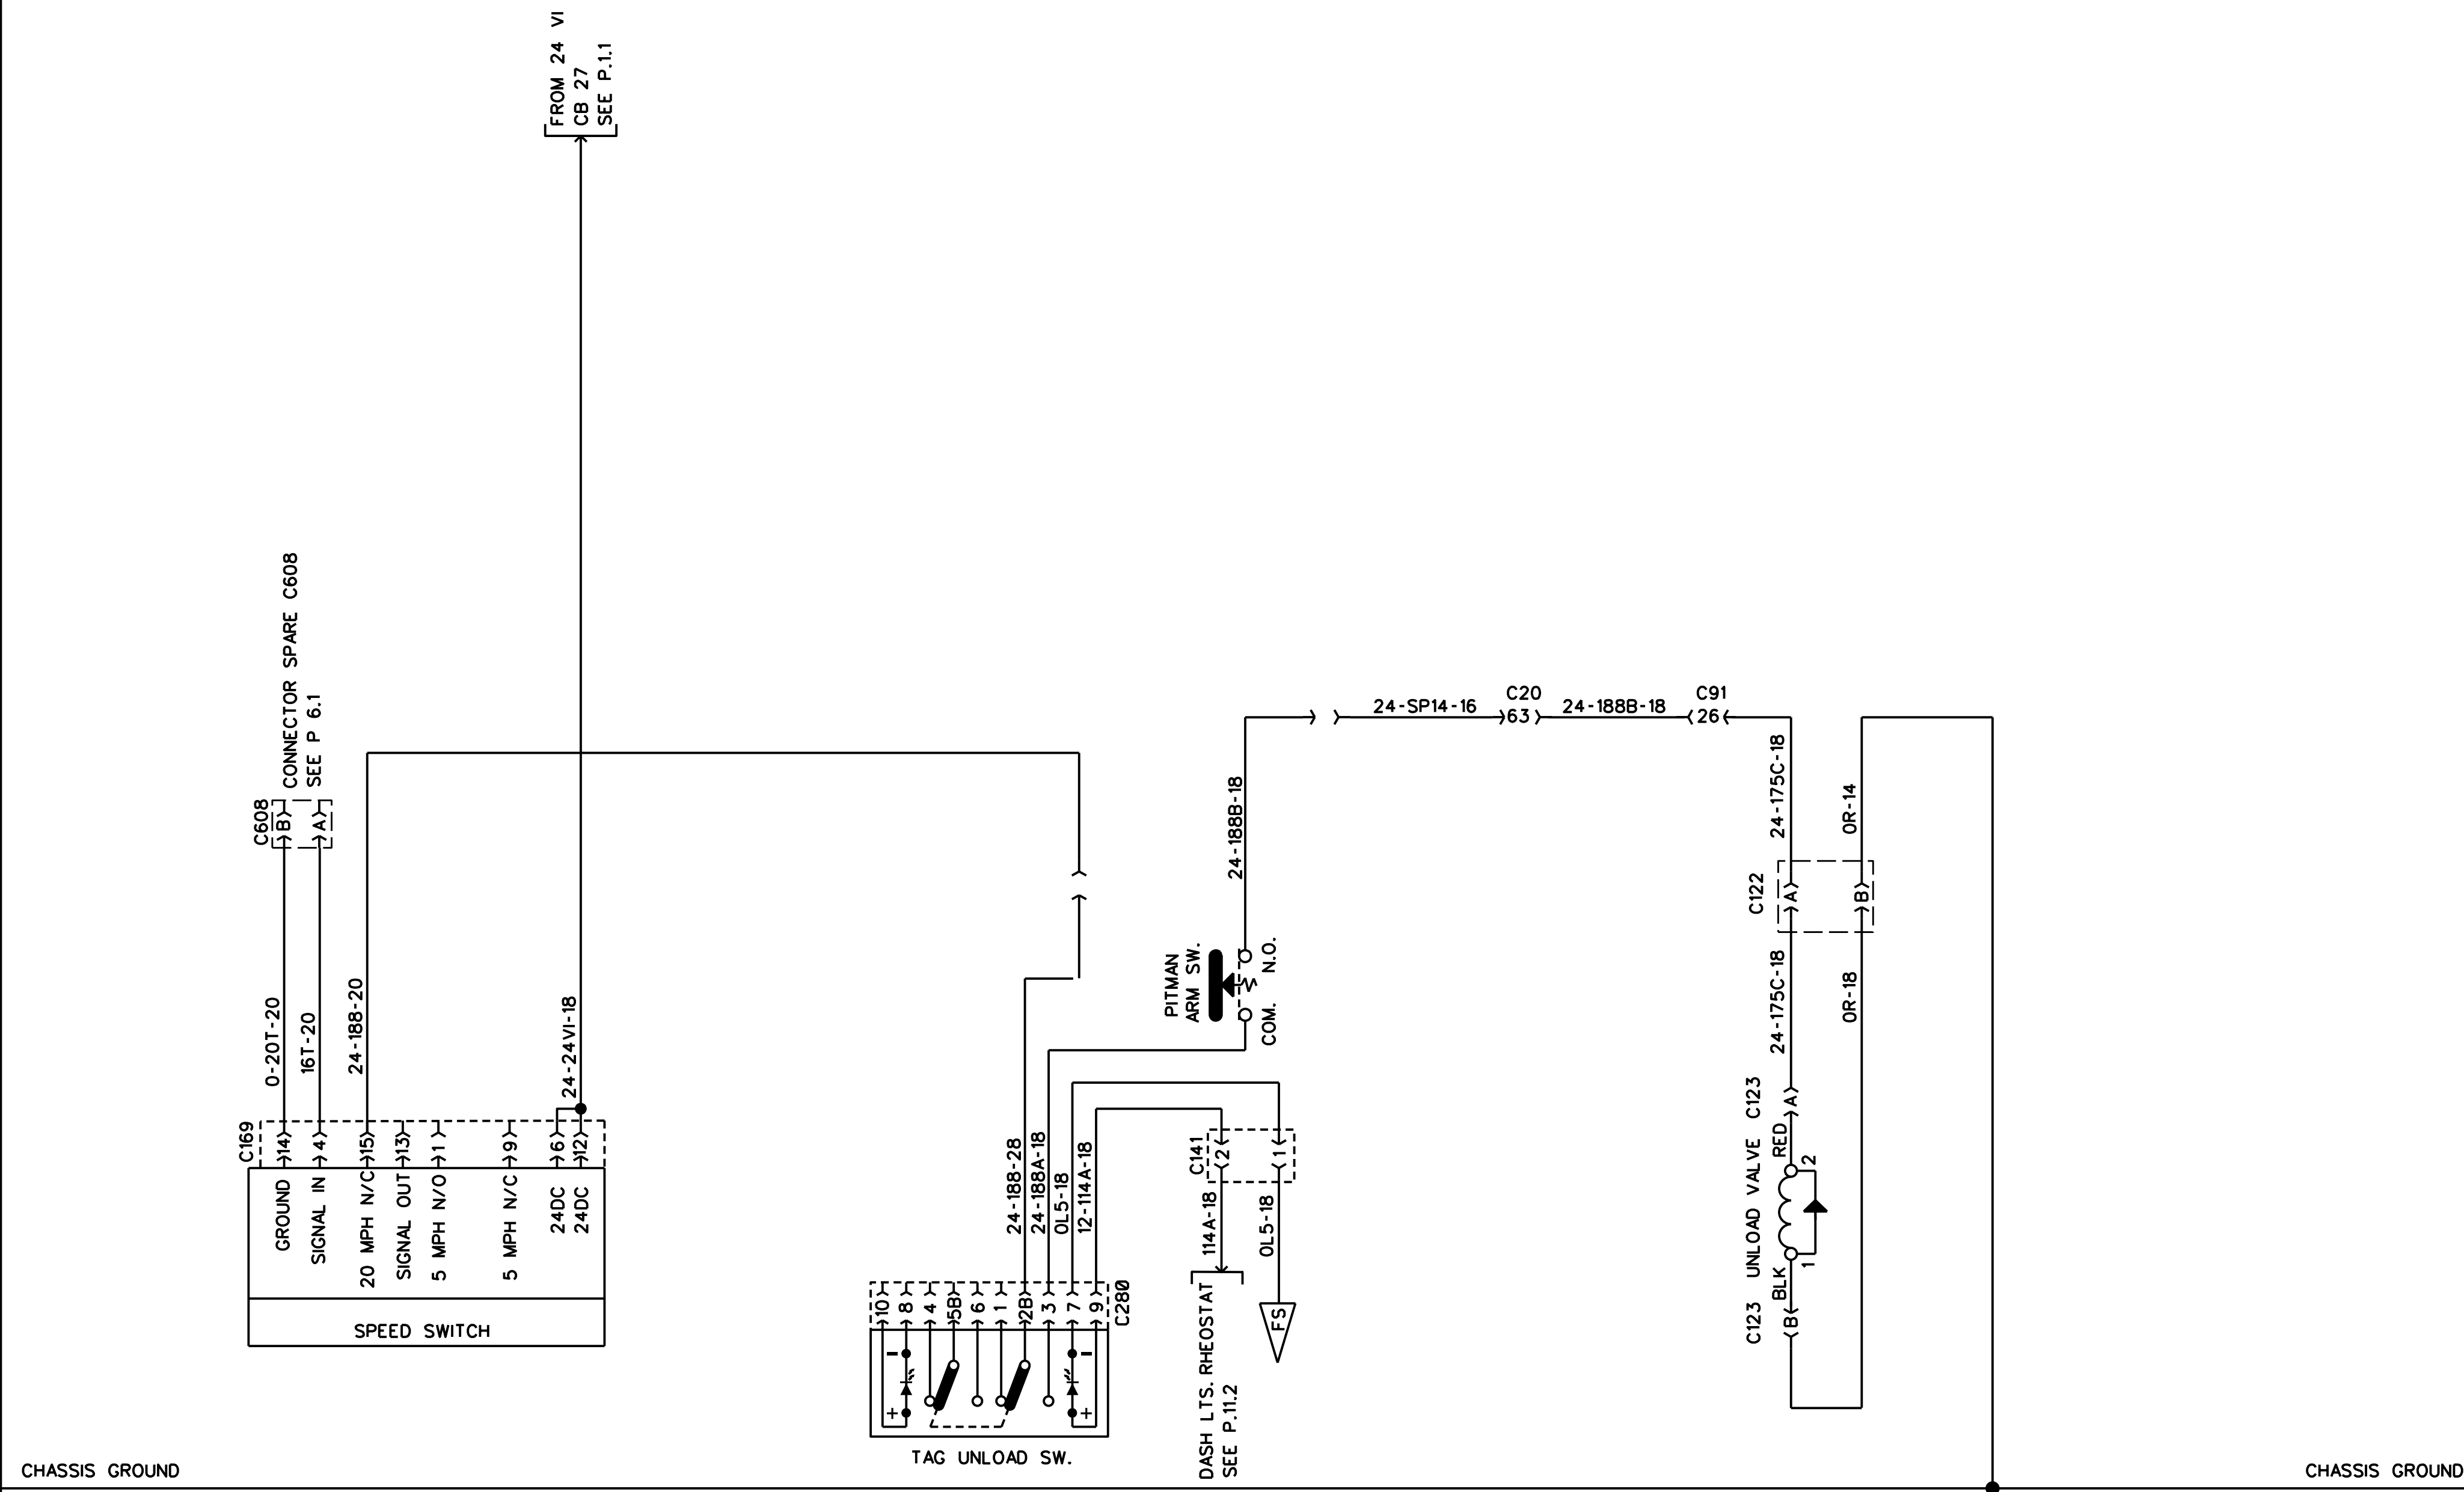 FROM 24 VI
CB 27
SEE P.1.1
CONNECTOR SPARE C608
SEE P 6.1
C608
B
A
0-20T-20
16T-20
24-188-20
24-24VI-18
C169
14
4
15
13
1
9
6
12
GROUND
SIGNAL IN
20 MPH N/C
SIGNAL OUT
5 MPH N/O
5 MPH N/C
24DC
24DC
SPEED SWITCH
24-188-28
24-188A-18
0L5-18
12-114A-18
10
8
4
5B
6
1
2B
3
7
9
C280
-
+
-
+
TAG UNLOAD SW.
PITMAN
ARM SW.
COM.
N.O.
24-188B-18
C141
2
1
114A-18
0L5-18
DASH LTS. RHEOSTAT
SEE P.11.2
FS
24-SP14-16
C20
63
24-188B-18
C91
26
24-175C-18
0R-14
C122
A
B
24-175C-18
0R-18
C123 UNLOAD VALVE C123
A
RED
2
1
BLK
B
CHASSIS GROUND
CHASSIS GROUND